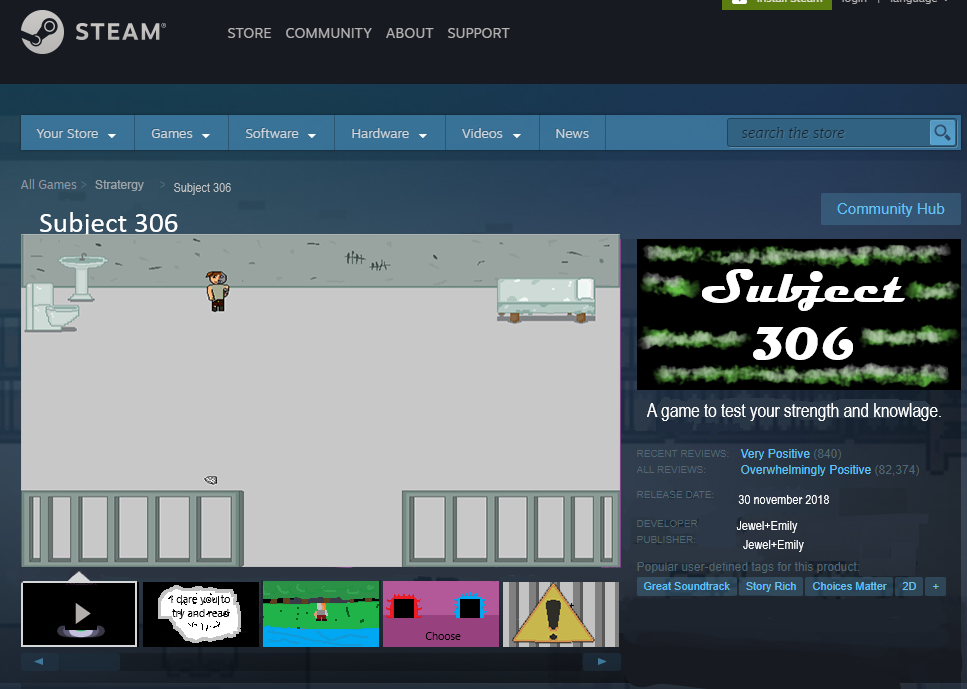 Install Steam
login | language
STEAM®
STORE COMMUNITY ABOUT SUPPORT
Your Store Games Software Hardware Videos News
search the store
All Games > Stratergy > Subject 306
Community Hub
Subject 306
Subject
306
A game to test your strength and knowlage.
RECENT REVIEWS: Very Positive (840)
ALL REVIEWS: Overwhelmingly Positive (82,374)
RELEASE DATE: 30 november 2018
DEVELOPER Jewel+Emily
PUBLISHER: Jewel+Emily
Popular user-defined tags for this product:
Great Soundtrack Story Rich Choices Matter 2D +
I dare you to
try and read
Choose